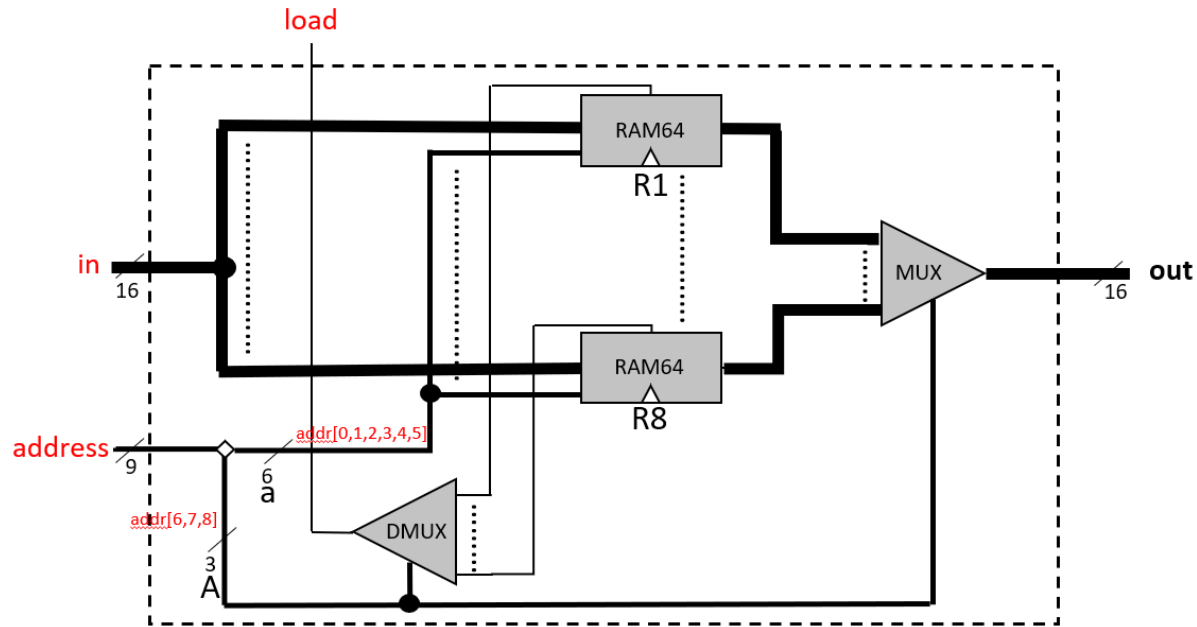 load
RAM64
R1
in
16
MUX
16
out
RAM64
R8
address
9
addr[0,1,2,3,4,5]
6
a
addr[6,7,8]
3
A
DMUX